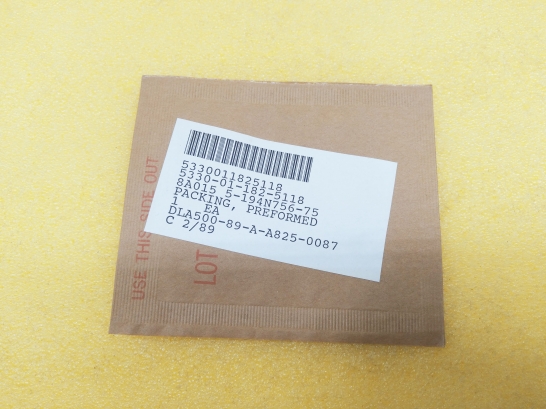 5330011825118
5330-01-182-5118
8A015 5-194N756-75
PACKING, PREFORMED
1 EA
DLA500-89-A-A825-0087
C 2/89
USE THIS SIDE OUT
LOT